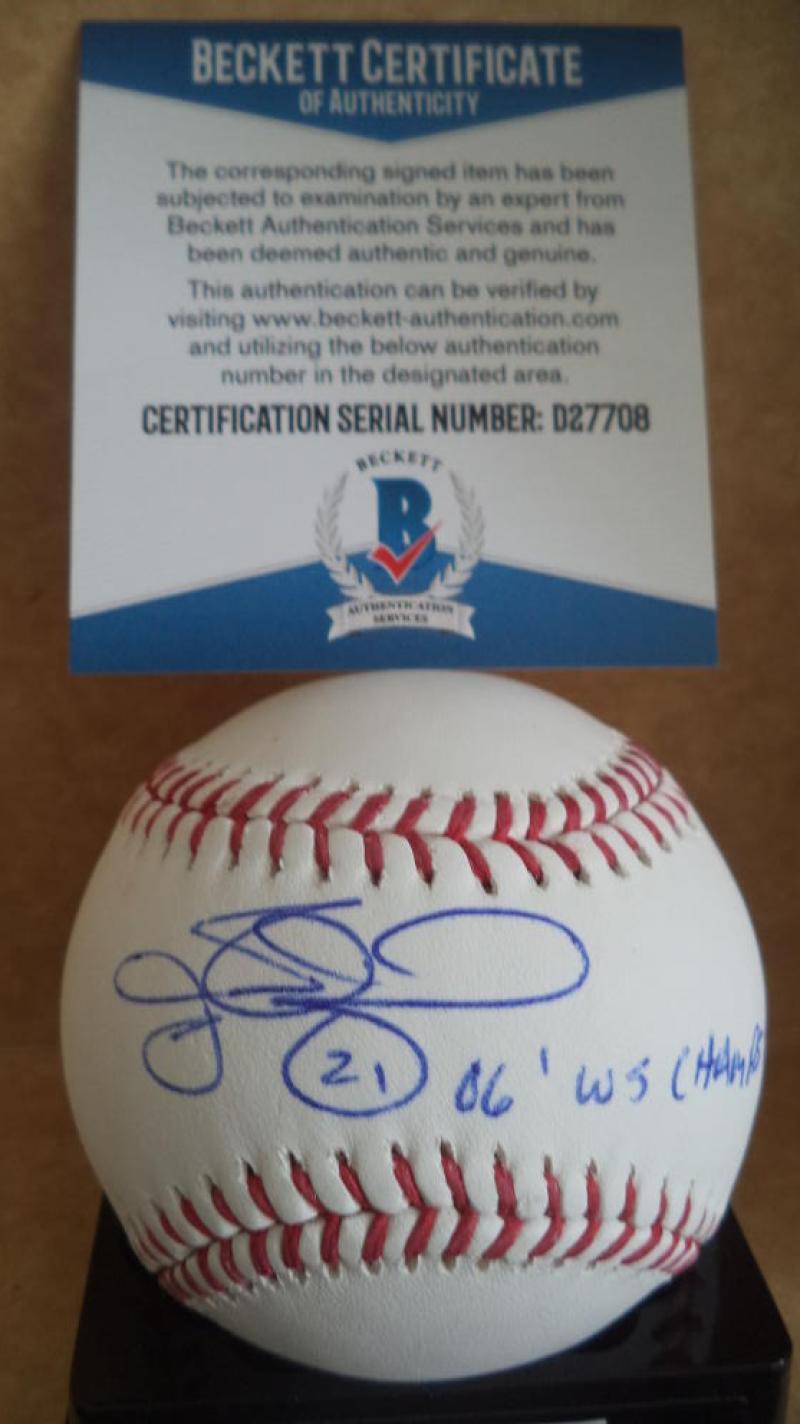 BECKETT CERTIFICATE
OF AUTHENTICITY
The corresponding signed item has been
subjected to examination by an expert from
Beckett Authentication Services and has
been deemed authentic and genuine.
This authentication can be verified by
visiting www.beckett-authentication.com
and utilizing the below authentication
number in the designated area.
CERTIFICATION SERIAL NUMBER: D27708
BECKETT
B
AUTHENTICATION
SERVICES
21 06' WS CHAMPS